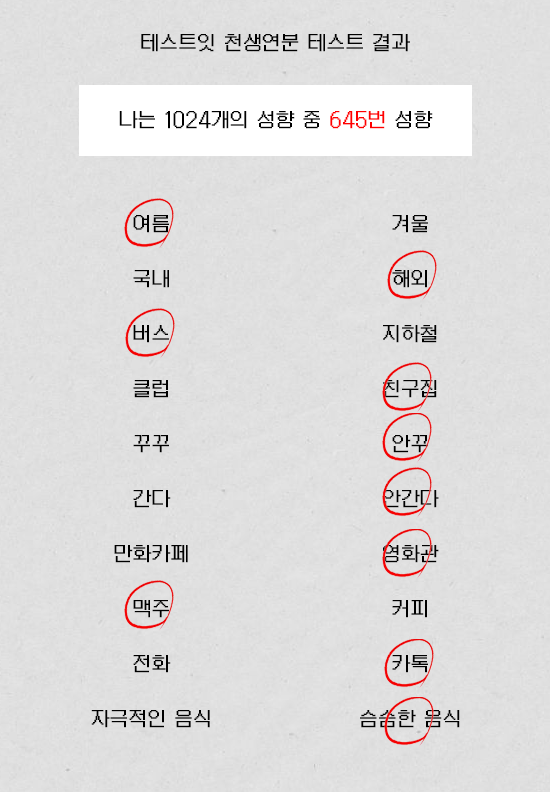 테스트잇 천생연분 테스트 결과
나는 1024개의 성향 중 645번 성향
여름 겨울
국내 해외
버스 지하철
클럽 친구집
꾸꾸 안꾸
간다 안간다
만화카페 영화관
맥주 커피
전화 카톡
자극적인 음식 슴슴한 음식